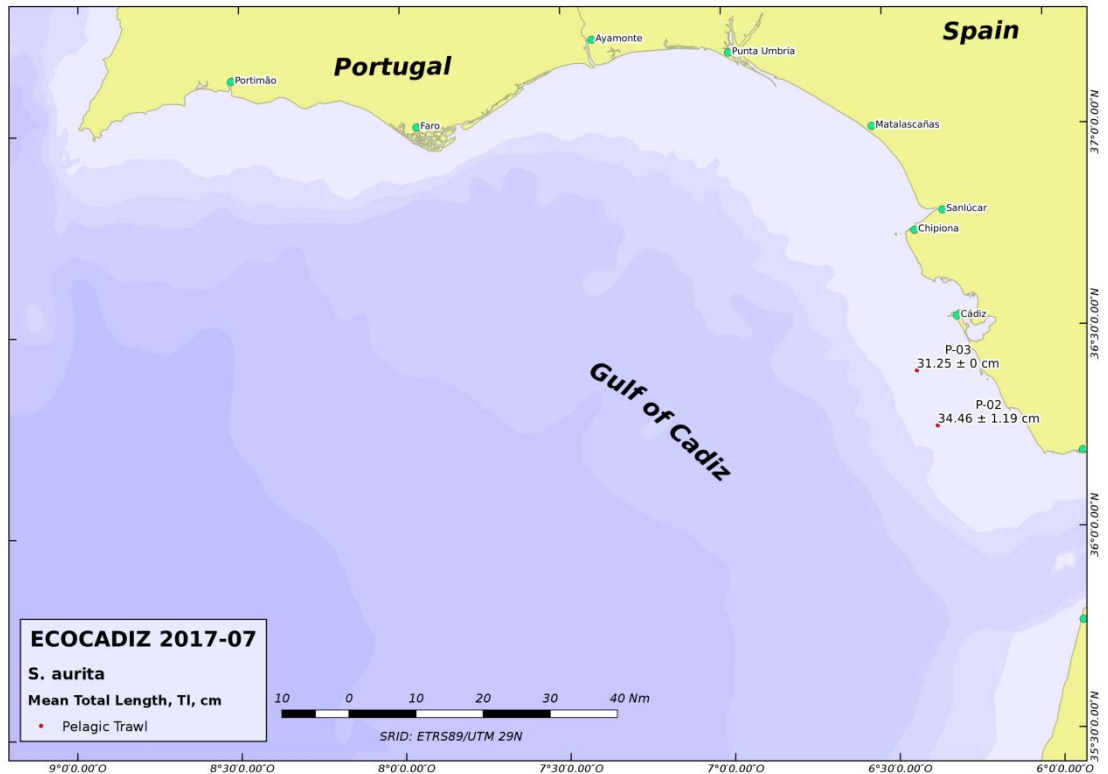 Spain
Ayamonte
Punta Umbría
Portugal
Portimão
Faro
Matalascañas
37°0'0.00"N
Sanlúcar
Chipiona
Cádiz
36°30'0.00"N
P-03
31.25 ± 0 cm
P-02
34.46 ± 1.19 cm
Gulf of Cadiz
36°0'0.00"N
ECOCADIZ 2017-07
S. aurita
Mean Total Length, Tl, cm
Pelagic Trawl
10 0 10 20 30 40 Nm
SRID: ETRS89/UTM 29N
35°30'0.00"N
9°0'0.00"O 8°30'0.00"O 8°0'0.00"O 7°30'0.00"O 7°0'0.00"O 6°30'0.00"O 6°0'0.00"O